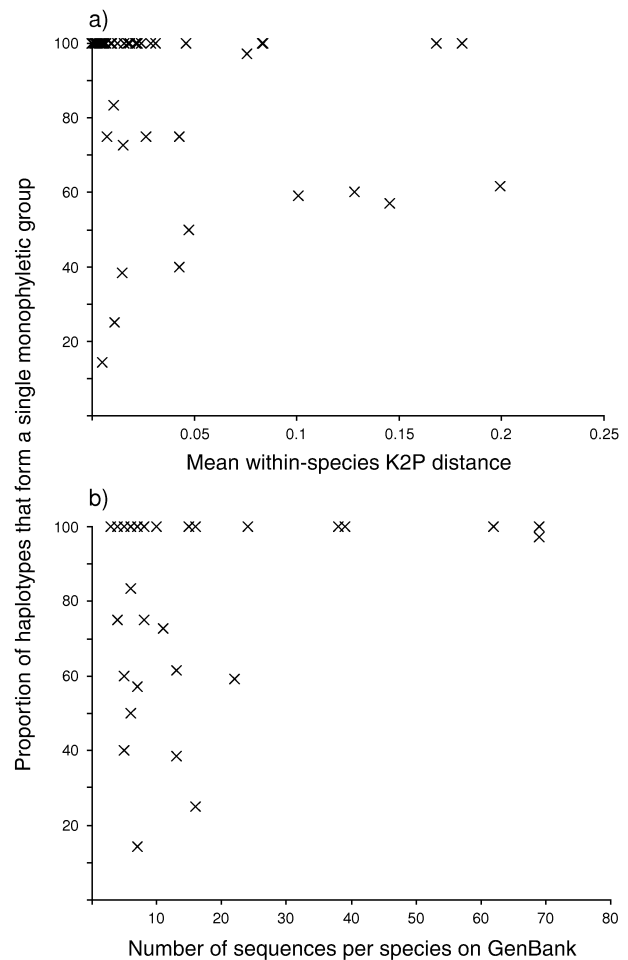 a)
100
80
60
40
20
0.05 0.1 0.15 0.2 0.25
Mean within-species K2P distance
Proportion of haplotypes that form a single monophyletic group
b)
100
80
60
40
20
10 20 30 40 50 60 70 80
Number of sequences per species on GenBank